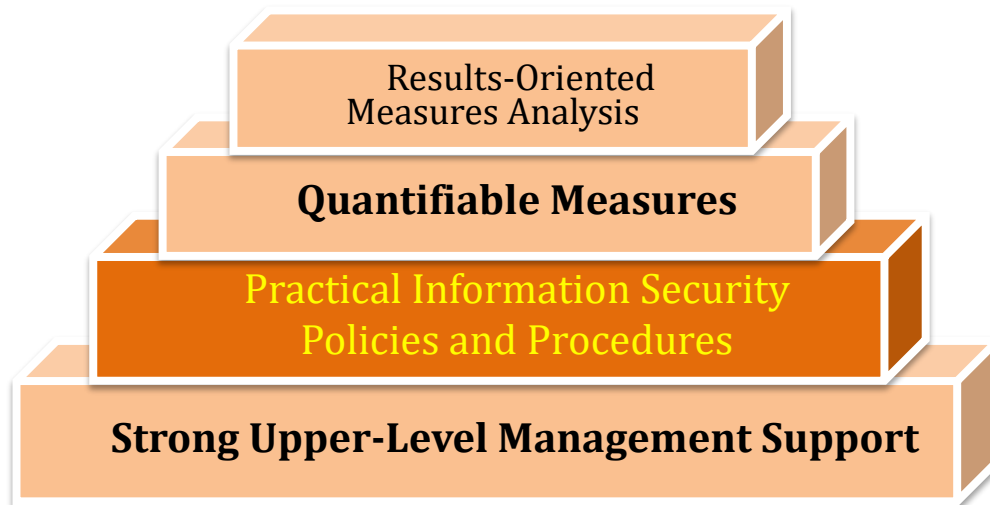 Results-Oriented
Measures Analysis
Quantifiable Measures
Practical Information Security
Policies and Procedures
Strong Upper-Level Management Support